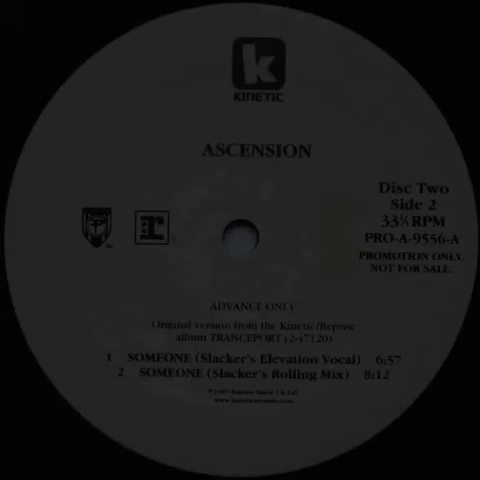 k
KINETIC
ASCENSION
Disc Two
Side 2
33⅓ RPM
PRO-A-9556-A
PROMOTION ONLY.
NOT FOR SALE.
r
ADVANCE ONLY
Original version from the Kinetic/Reprise
album TRANCEPORT (2-47120)
1 SOMEONE (Slacker's Elevation Vocal) 6:57
2 SOMEONE (Slacker's Rolling Mix) 8:12